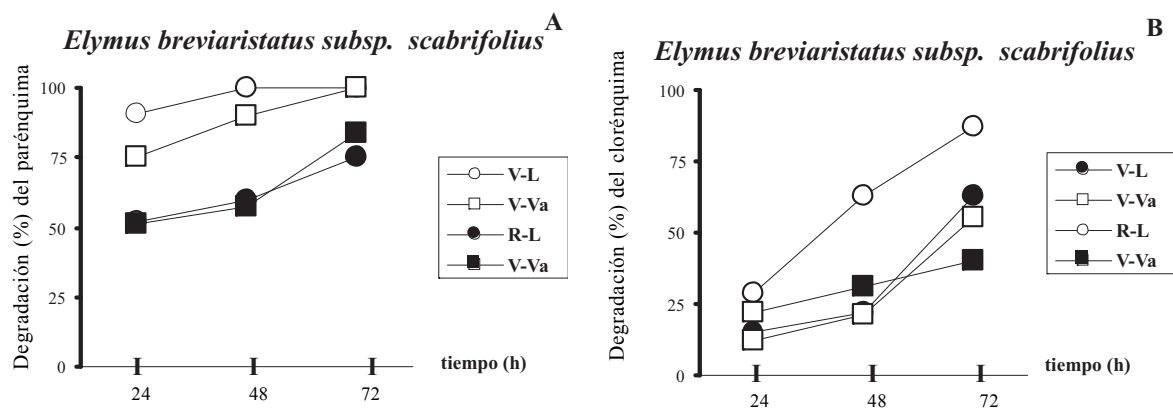 A
Elymus breviaristatus subsp. scabrifolius
Degradación (%) del parénquima
100
75
50
25
0
24
48
72
tiempo (h)
V-L
V-Va
R-L
V-Va
B
Elymus breviaristatus subsp. scabrifolius
Degradación (%) del clorénquima
100
75
50
25
0
24
48
72
tiempo (h)
V-L
V-Va
R-L
V-Va